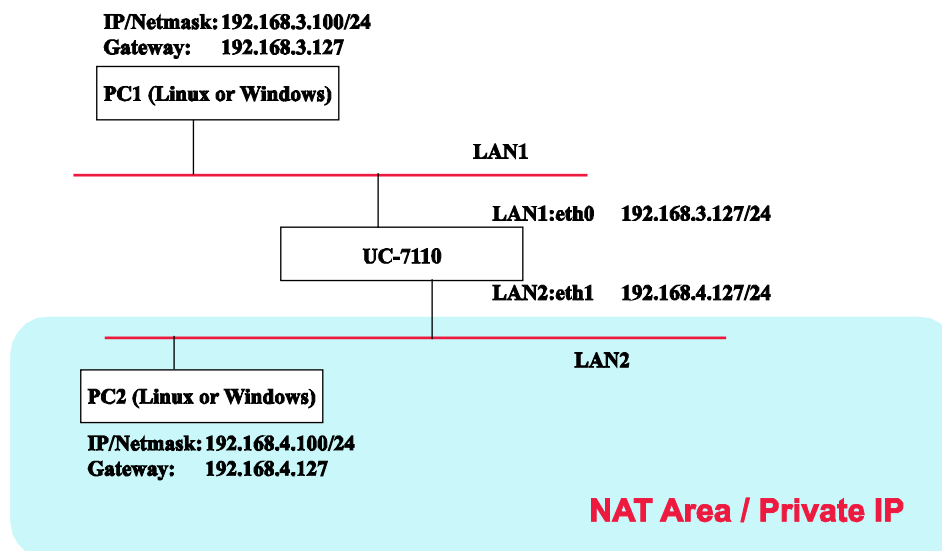 IP/Netmask: 192.168.3.100/24
Gateway: 192.168.3.127
PC1 (Linux or Windows)
LAN1
LAN1:eth0 192.168.3.127/24
UC-7110
LAN2:eth1 192.168.4.127/24
LAN2
PC2 (Linux or Windows)
IP/Netmask: 192.168.4.100/24
Gateway: 192.168.4.127
NAT Area / Private IP